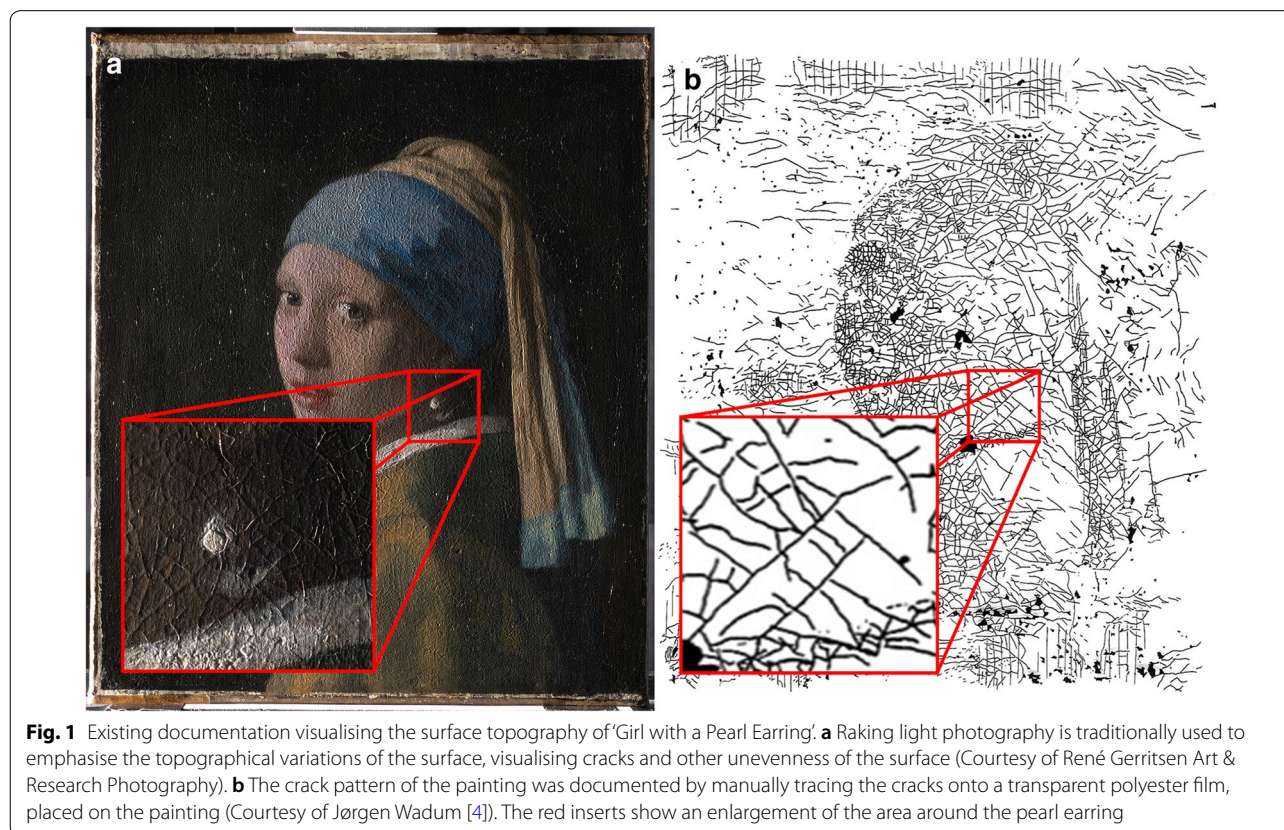 a
b
Fig. 1 Existing documentation visualising the surface topography of ‘Girl with a Pearl Earring’. a Raking light photography is traditionally used to
emphasise the topographical variations of the surface, visualising cracks and other unevenness of the surface (Courtesy of René Gerritsen Art &
Research Photography). b The crack pattern of the painting was documented by manually tracing the cracks onto a transparent polyester film,
placed on the painting (Courtesy of Jørgen Wadum [4]). The red inserts show an enlargement of the area around the pearl earring